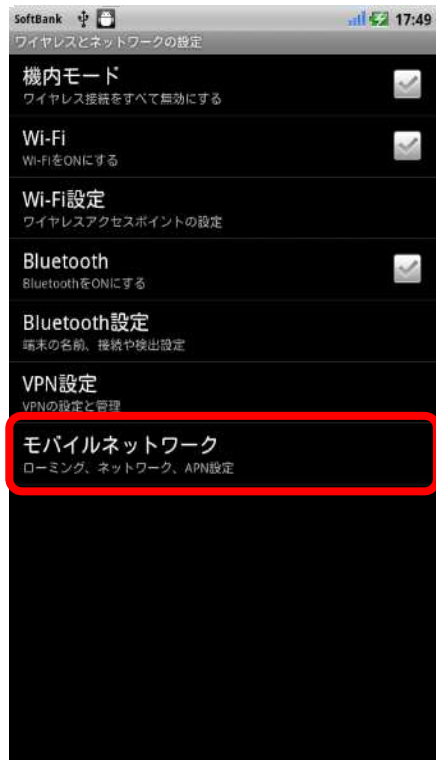 SoftBank 17:49
ワイヤレスとネットワークの設定
機内モード
ワイヤレス接続をすべて無効にする
Wi-Fi
Wi-FiをONにする
Wi-Fi設定
ワイヤレスアクセスポイントの設定
Bluetooth
BluetoothをONにする
Bluetooth設定
端末の名前、接続や検出設定
VPN設定
VPNの設定と管理
モバイルネットワーク
ローミング、ネットワーク、APN設定